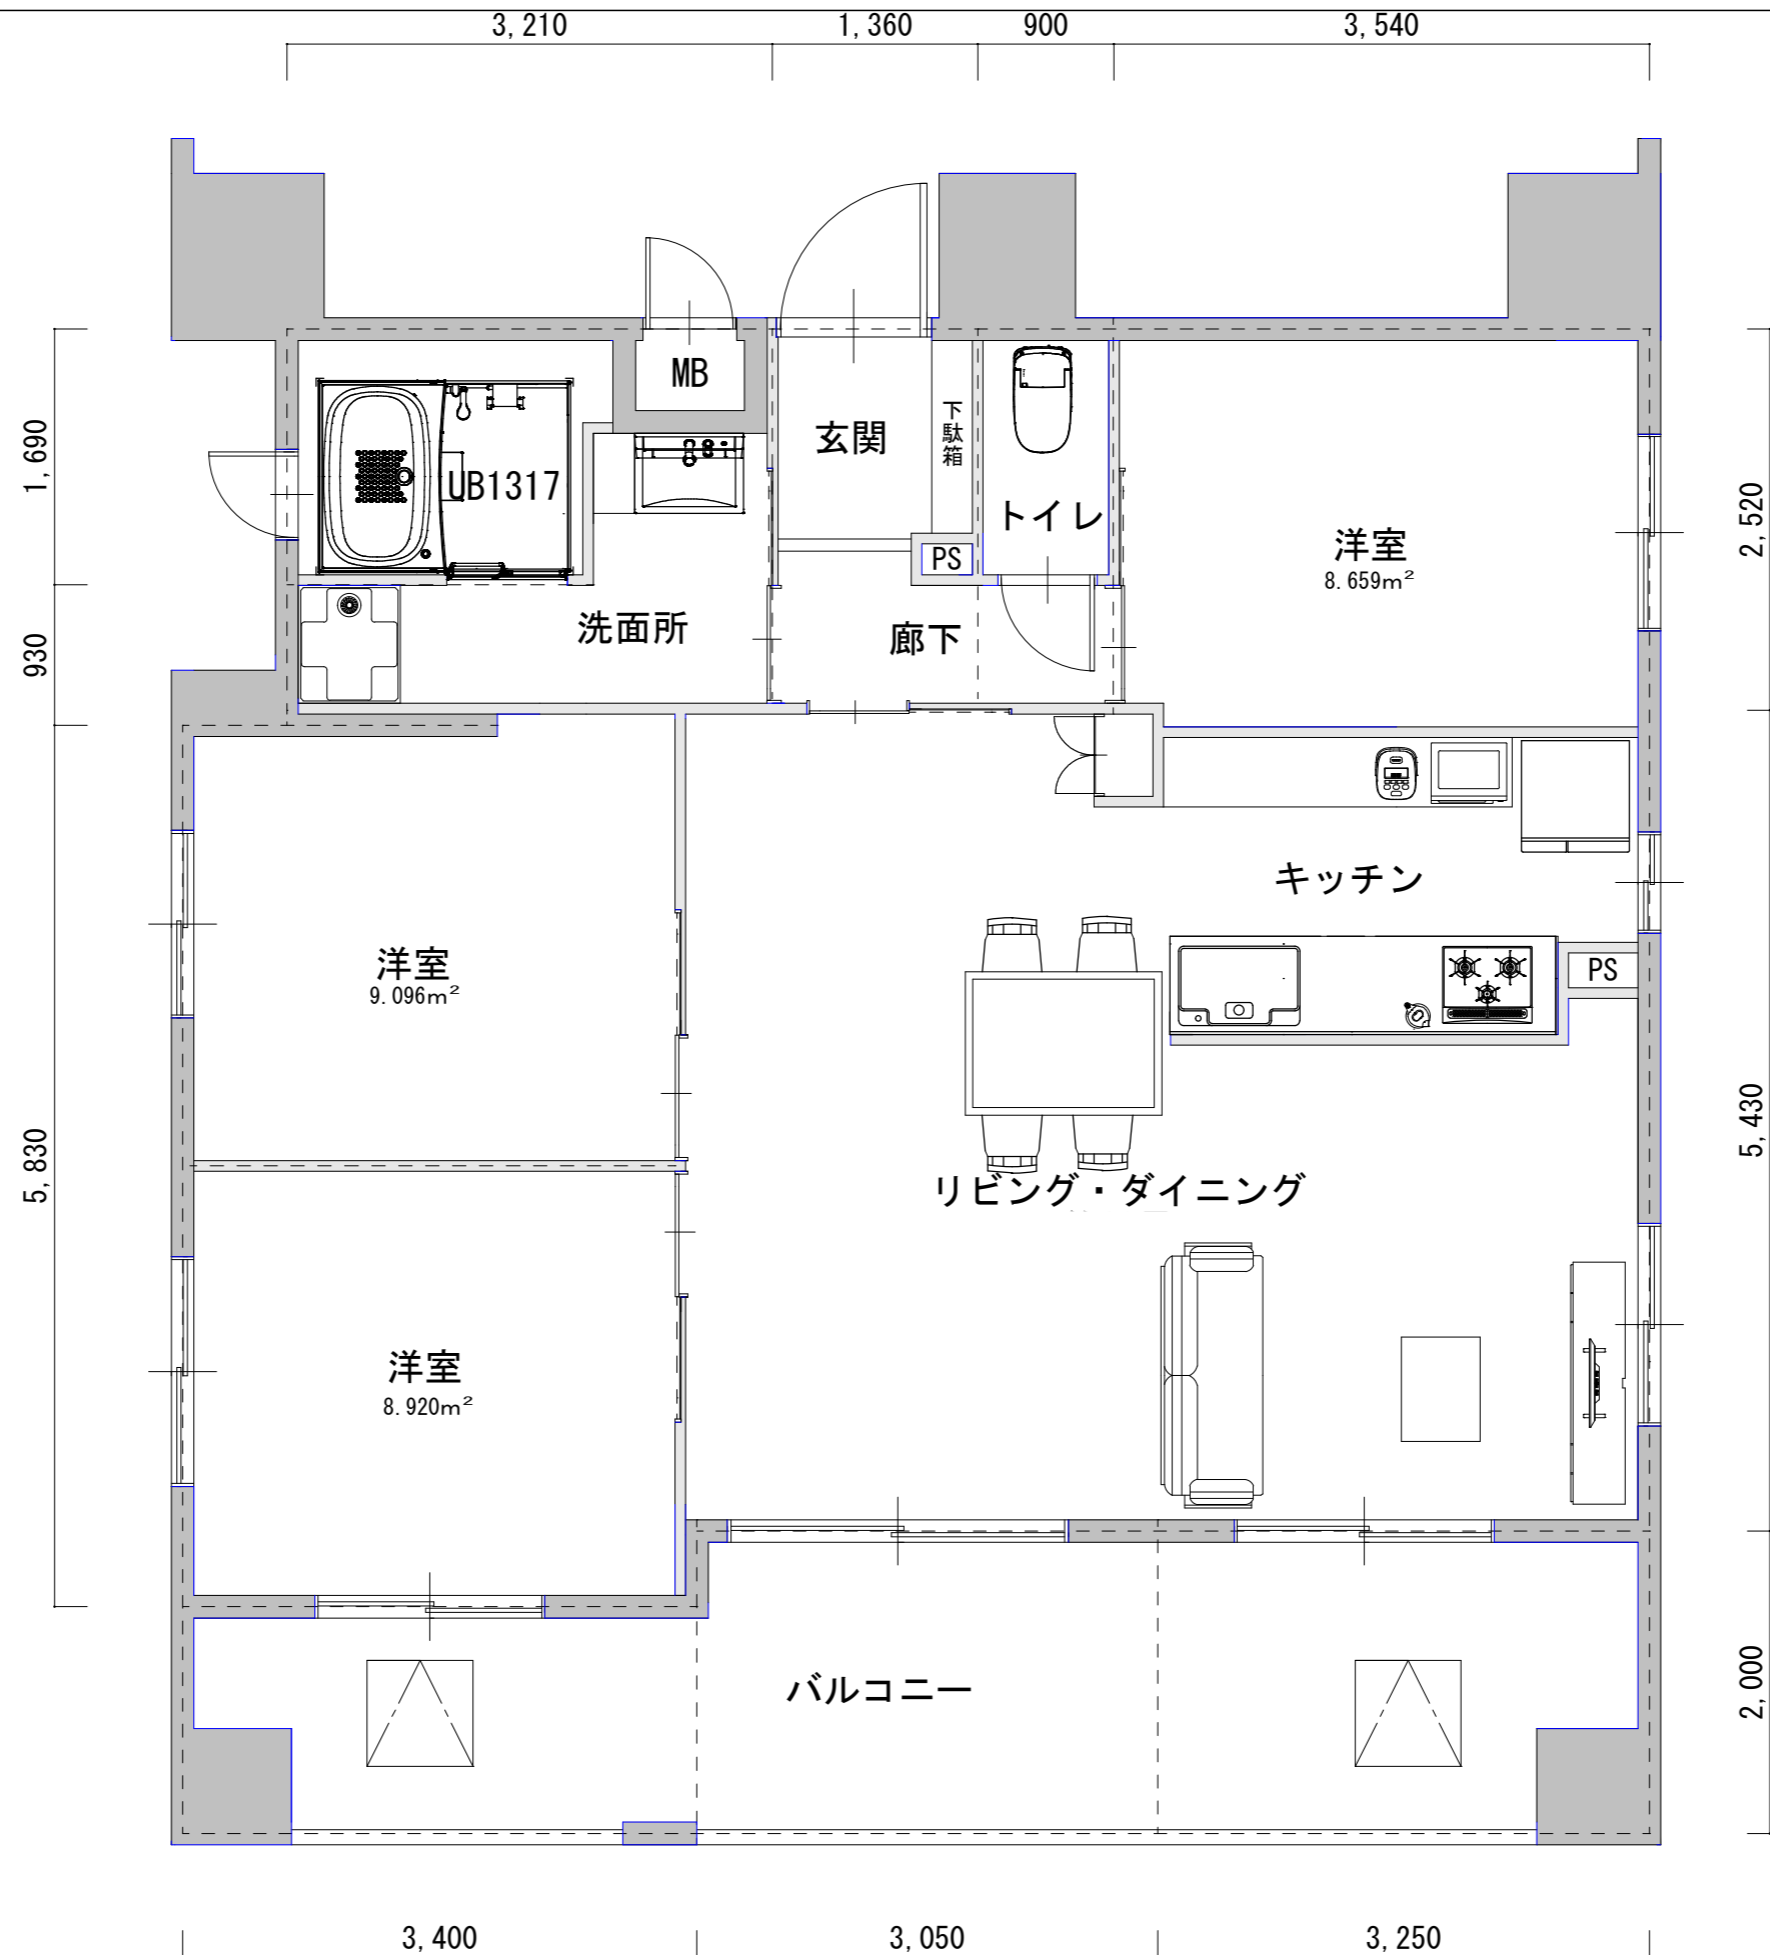 3,210
1,360
900
3,540
MB
玄関
下駄箱
UB1317
トイレ
PS
1,690
2,520
洋室
8.659m²
洗面所
廊下
930
キッチン
洋室
9.096m²
PS
5,830
5,430
リビング・ダイニング
洋室
8.920m²
バルコニー
2,000
3,400
3,050
3,250